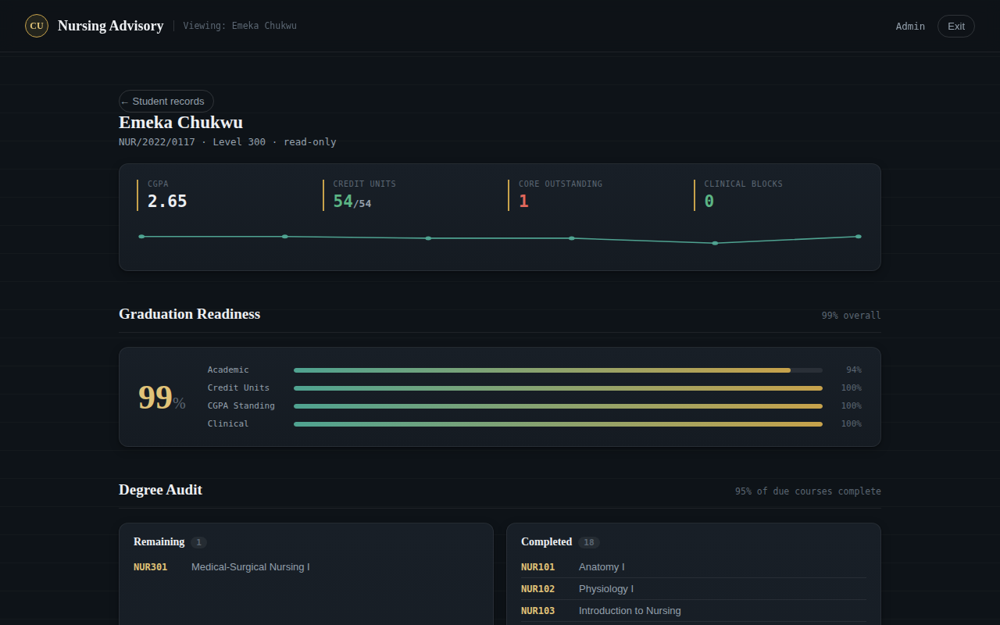 CU Nursing Advisory Viewing: Emeka Chukwu Admin Exit
← Student records
Emeka Chukwu
NUR/2022/0117 · Level 300 · read-only
CGPA CREDIT UNITS CORE OUTSTANDING CLINICAL BLOCKS
2.65 54/54 1 0
Graduation Readiness 99% overall
99%
Academic 94%
Credit Units 100%
CGPA Standing 100%
Clinical 100%
Degree Audit 95% of due courses complete
Remaining 1
NUR301 Medical-Surgical Nursing I
Completed 18
NUR101 Anatomy I
NUR102 Physiology I
NUR103 Introduction to Nursing